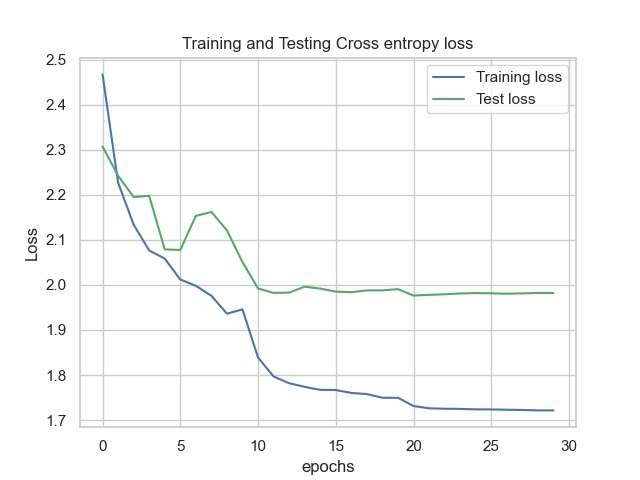 Training and Testing Cross entropy loss
Training loss
Test loss
2.5
2.4
2.3
2.2
2.1
2.0
1.9
1.8
1.7
Loss
0 5 10 15 20 25 30
epochs